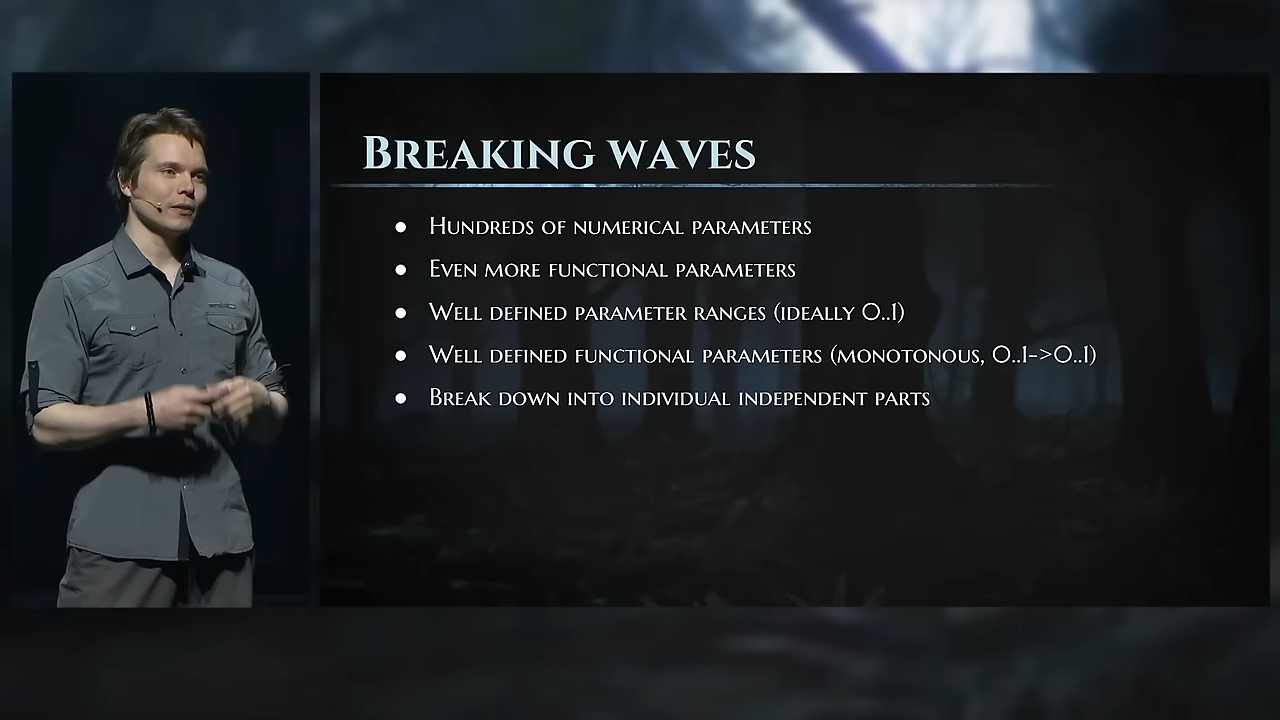 Breaking waves
● Hundreds of numerical parameters
● Even more functional parameters
● Well defined parameter ranges (ideally 0..1)
● Well defined functional parameters (monotonous, 0..1->0..1)
● Break down into individual independent parts